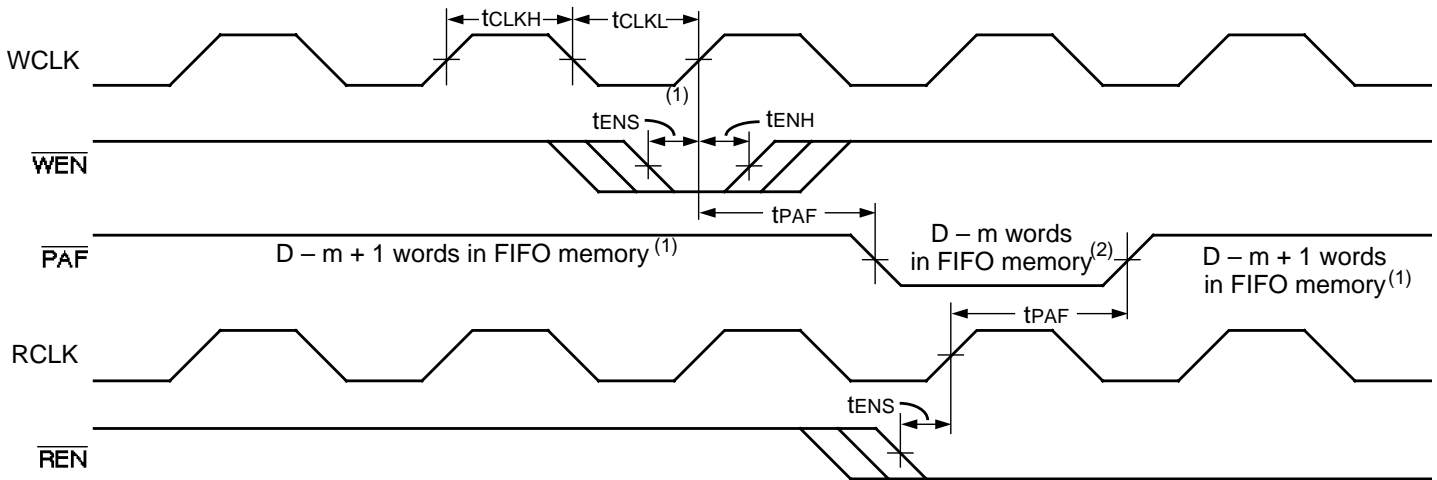 tCLKH tCLKL
WCLK
(1)
tENS tENH
WEN
tPAF
PAF
D – m + 1 words in FIFO memory(1)
D – m words
in FIFO memory(2)
D – m + 1 words
in FIFO memory(1)
tPAF
RCLK
tENS
REN